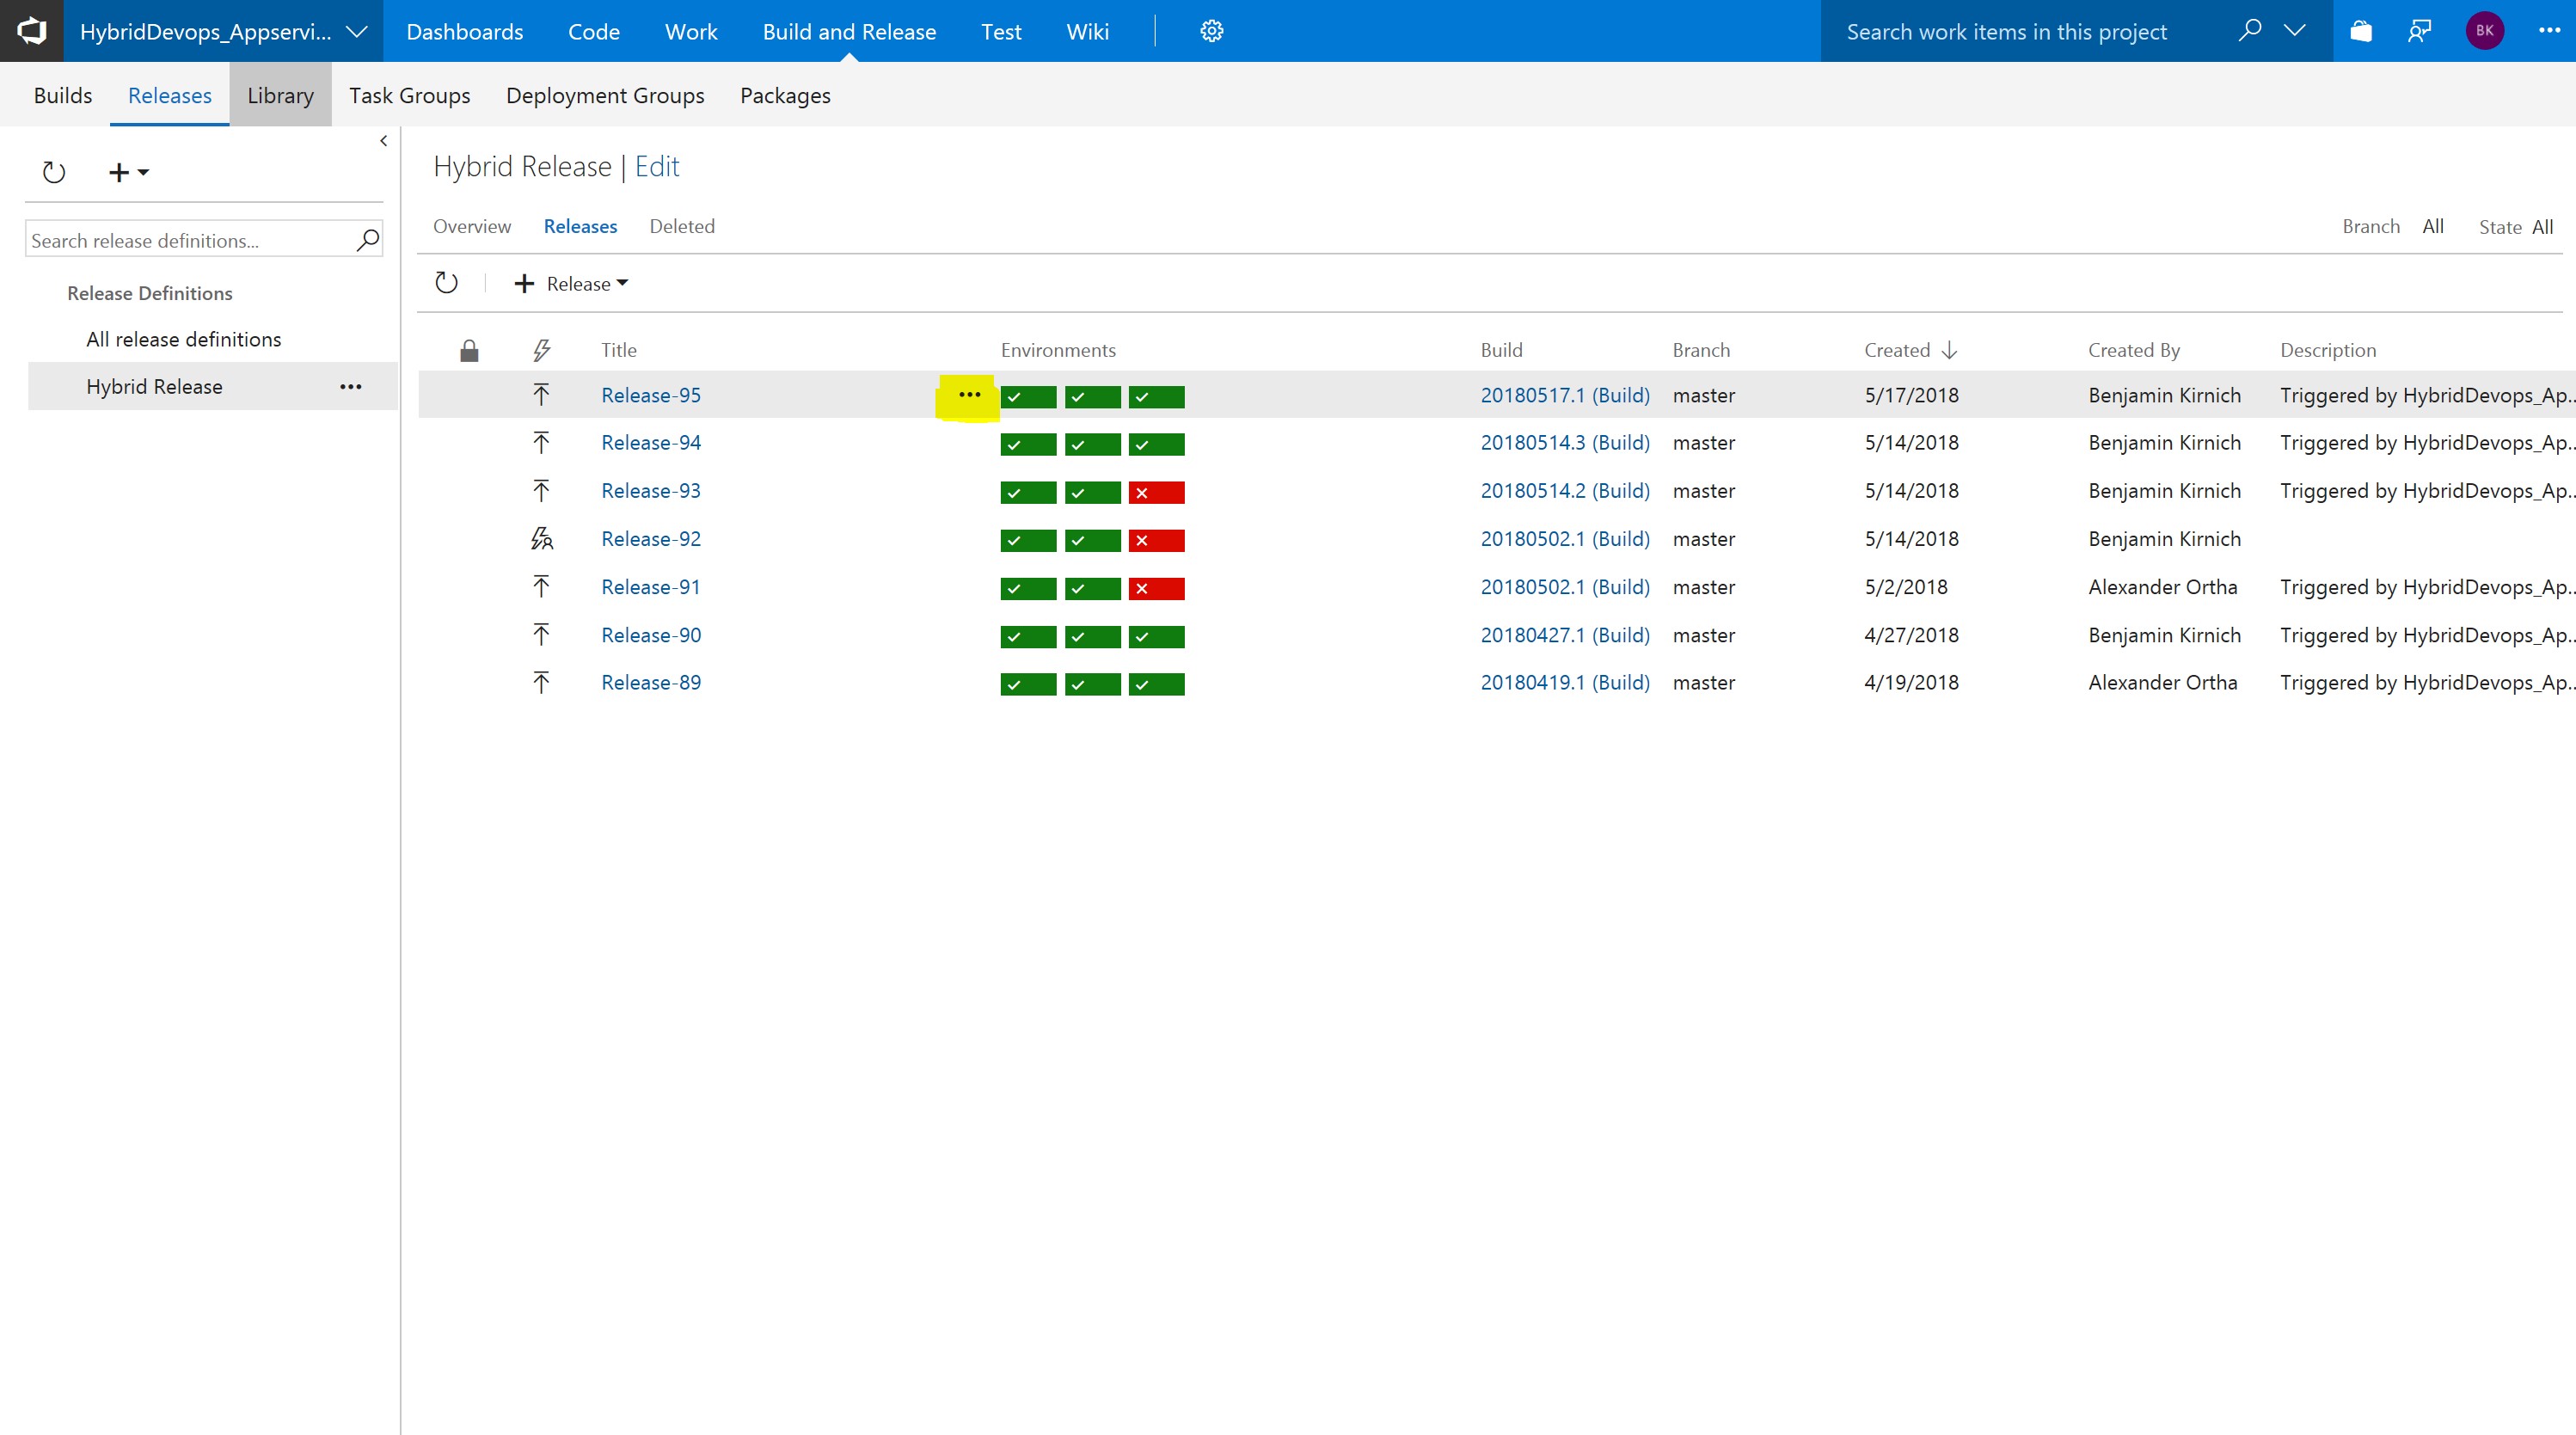 HybridDevops_Appservi... Dashboards Code Work Build and Release Test Wiki Search work items in this project BK
Builds Releases Library Task Groups Deployment Groups Packages
Hybrid Release | Edit
Overview Releases Deleted Branch All State All
Search release definitions...
Release
Release Definitions
All release definitions
Hybrid Release
Title Environments Build Branch Created Created By Description
Release-95 20180517.1 (Build) master 5/17/2018 Benjamin Kirnich Triggered by HybridDevops_Ap...
Release-94 20180514.3 (Build) master 5/14/2018 Benjamin Kirnich Triggered by HybridDevops_Ap...
Release-93 20180514.2 (Build) master 5/14/2018 Benjamin Kirnich Triggered by HybridDevops_Ap...
Release-92 20180502.1 (Build) master 5/14/2018 Benjamin Kirnich
Release-91 20180502.1 (Build) master 5/2/2018 Alexander Ortha Triggered by HybridDevops_Ap...
Release-90 20180427.1 (Build) master 4/27/2018 Benjamin Kirnich Triggered by HybridDevops_Ap...
Release-89 20180419.1 (Build) master 4/19/2018 Alexander Ortha Triggered by HybridDevops_Ap...